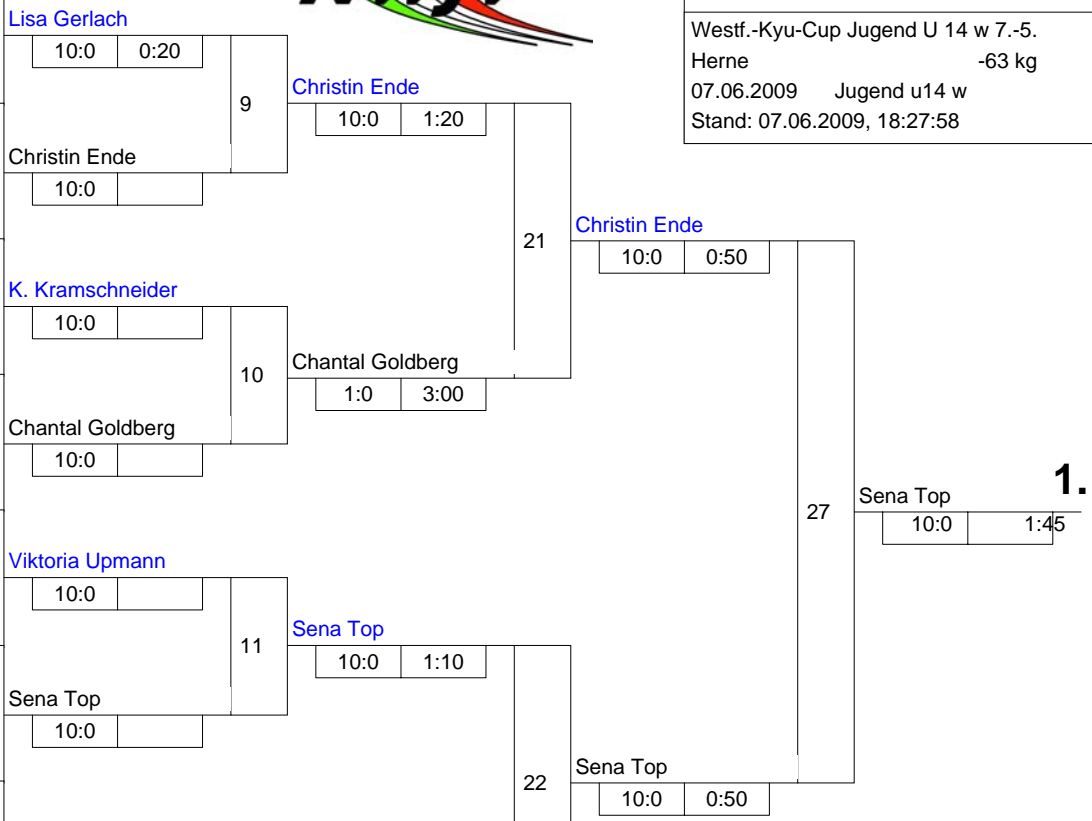 Westf.-Kyu-Cup Jugend U 14 w 7.-5.
Herne -63 kg
07.06.2009 Jugend u14 w
Stand: 07.06.2009, 18:27:58
Lisa Gerlach
10:0 0:20
9
Christin Ende
10:0 1:20
Christin Ende
10:0
21
Christin Ende
10:0 0:50
K. Kramschneider
10:0
10
Chantal Goldberg
1:0 3:00
Chantal Goldberg
10:0
27
Sena Top 1.
10:0 1:45
Viktoria Upmann
10:0
11
Sena Top
10:0 1:10
Sena Top
10:0
22
Sena Top
10:0 0:50